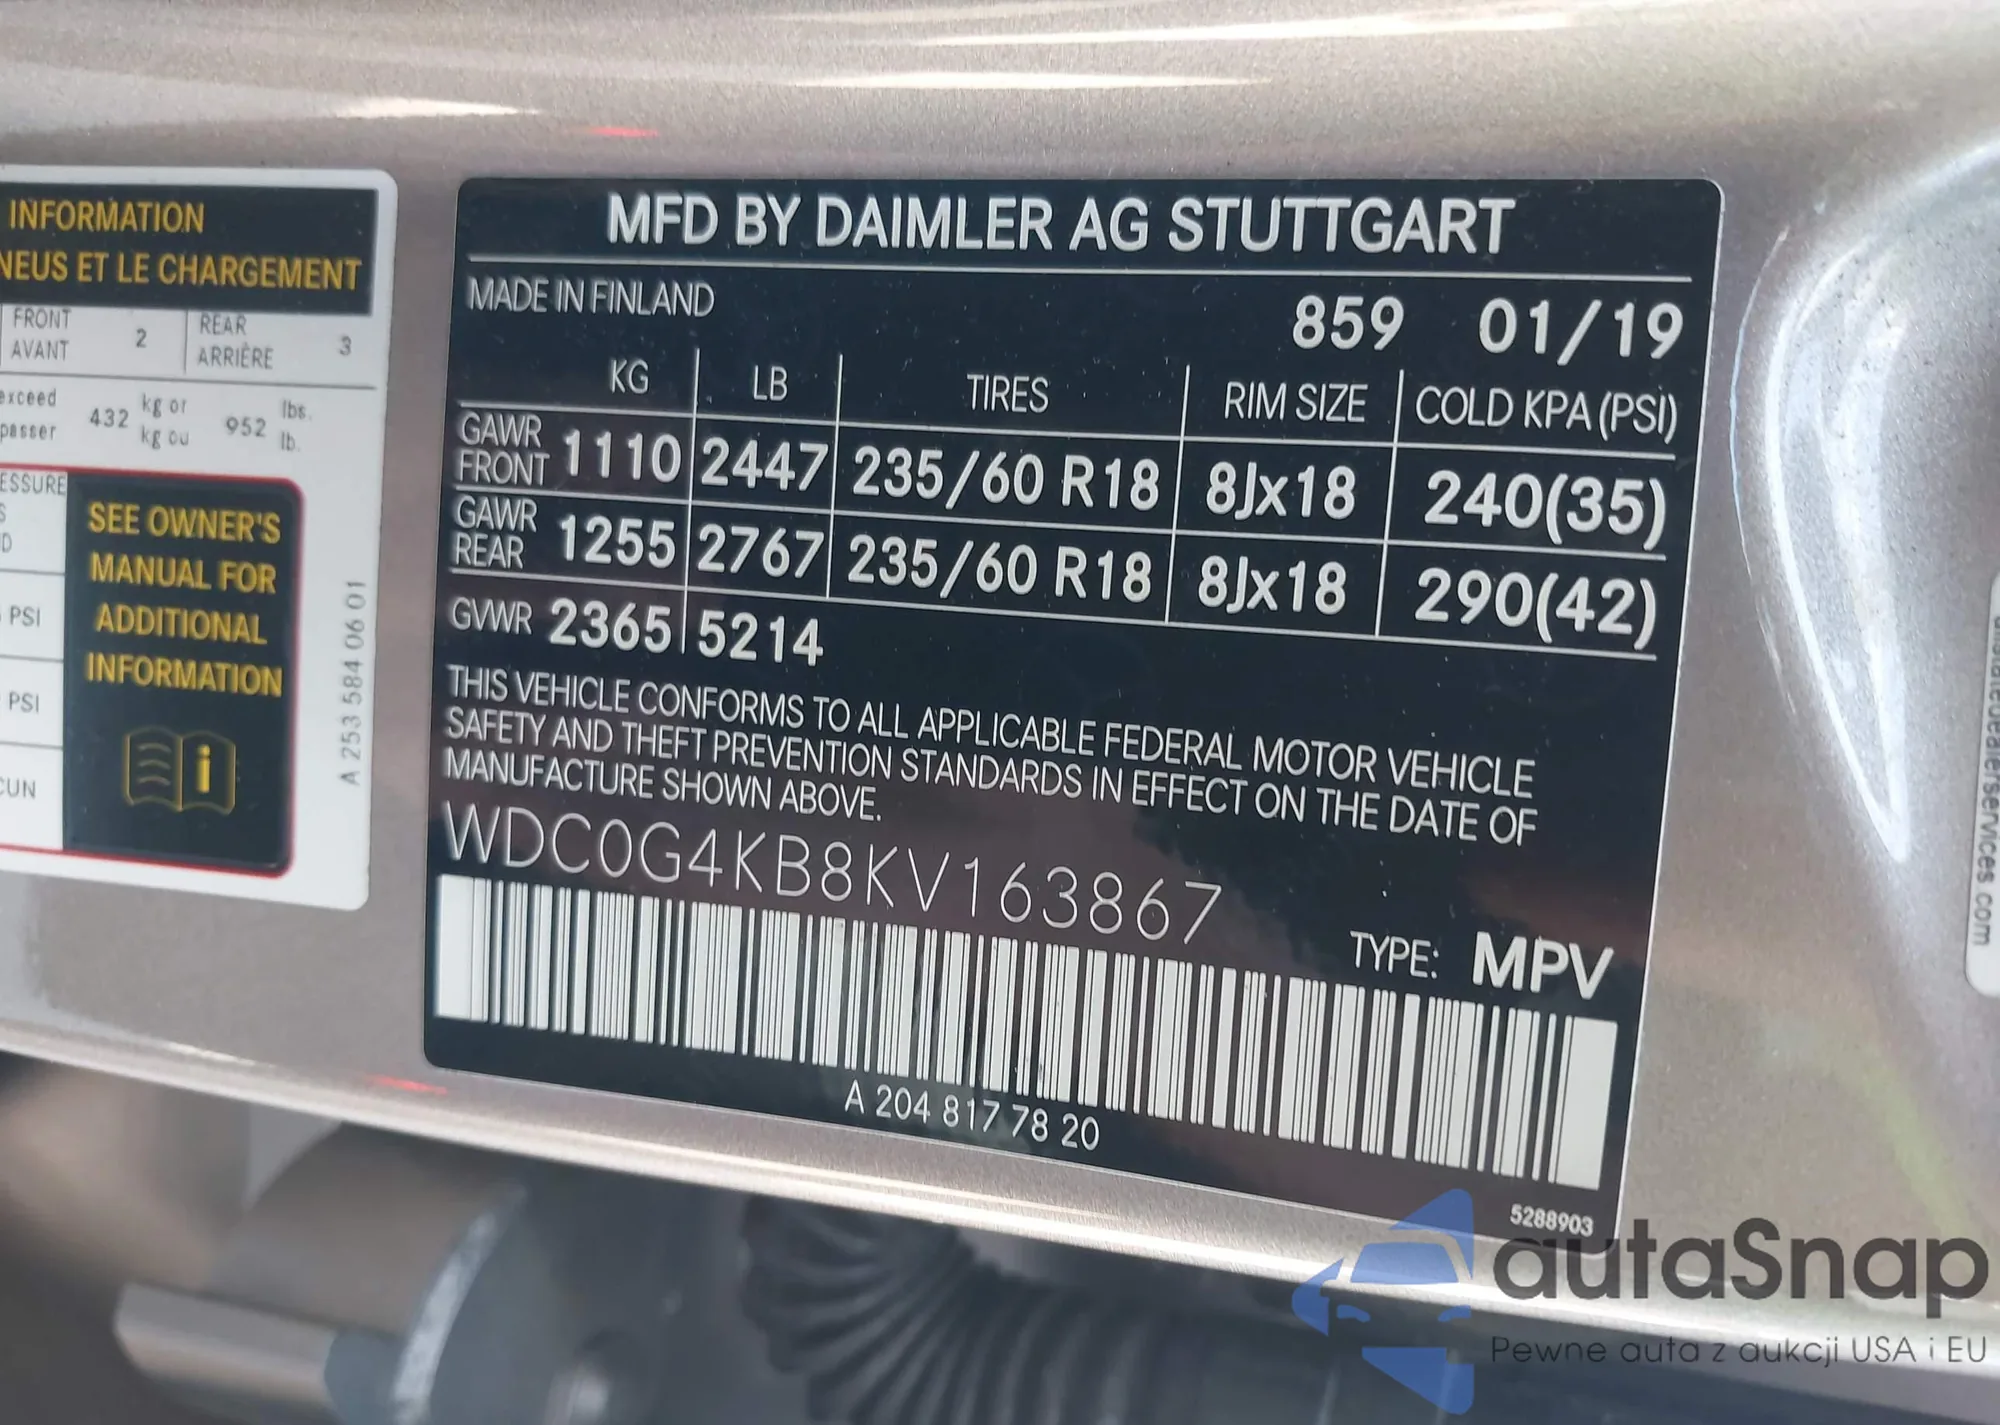 INFORMATION
NEUS ET LE CHARGEMENT
FRONT
AVANT
2
REAR
ARRIÈRE
3
exceed
passer
432
kg or
kg ou
952
lbs.
lb.
SEE OWNER'S
MANUAL FOR
ADDITIONAL
INFORMATION
PSI
PSI
A 253 584 06 01
MFD BY DAIMLER AG STUTTGART
MADE IN FINLAND 859 01/19
KG LB TIRES RIM SIZE COLD KPA (PSI)
GAWR
FRONT 1110 2447 235/60 R18 8Jx18 240(35)
GAWR
REAR 1255 2767 235/60 R18 8Jx18 290(42)
GVWR 2365 5214
THIS VEHICLE CONFORMS TO ALL APPLICABLE FEDERAL MOTOR VEHICLE
SAFETY AND THEFT PREVENTION STANDARDS IN EFFECT ON THE DATE OF
MANUFACTURE SHOWN ABOVE.
WDC0G4KB8KV163867
TYPE: MPV
A 204 817 78 20
5288903
autaSnap
Pewne auta z aukcji USA i EU